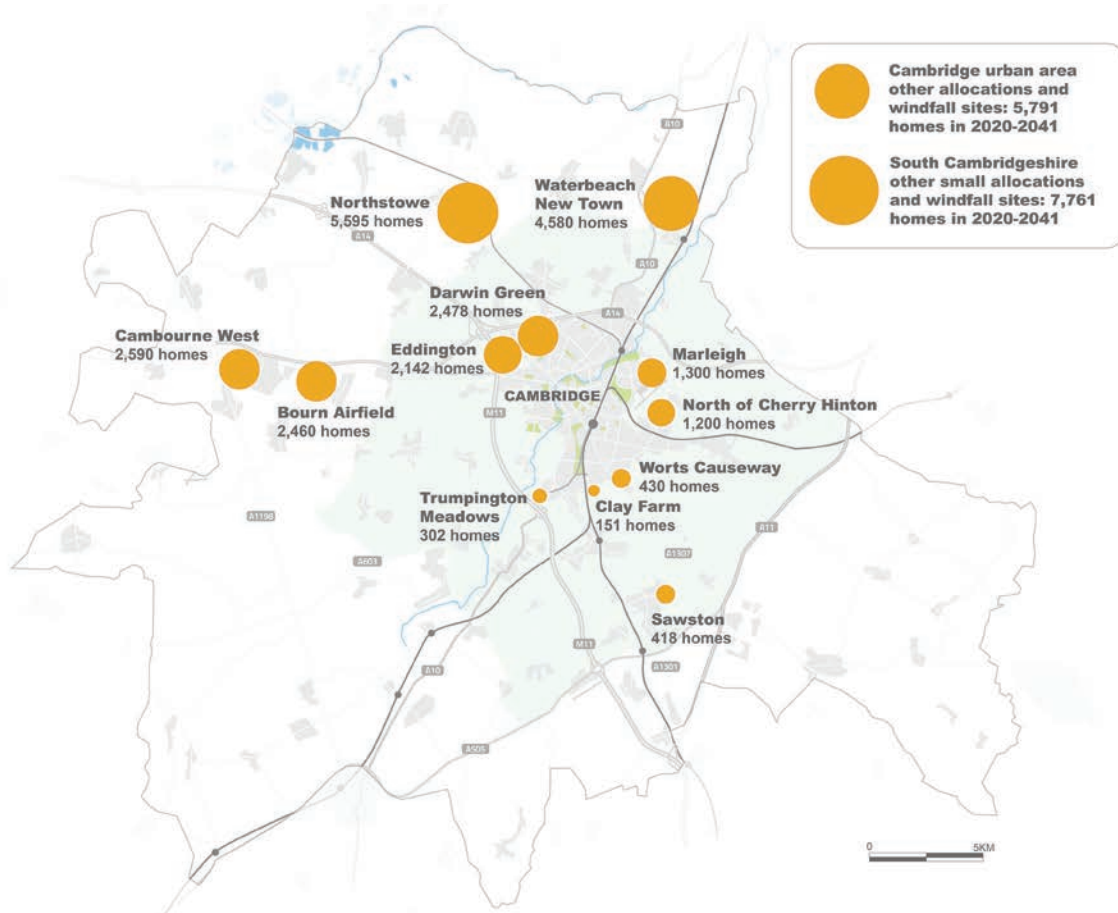 Cambridge urban area
other allocations and
windfall sites: 5,791
homes in 2020-2041
South Cambridgeshire
other small allocations
and windfall sites: 7,761
homes in 2020-2041
A10
Northstowe
5,595 homes
Waterbeach
New Town
4,580 homes
A14
A10
Darwin Green
2,478 homes
A14
Cambourne West
2,590 homes
Eddington
2,142 homes
Marleigh
1,300 homes
Bourn Airfield
2,460 homes
M11
CAMBRIDGE
North of Cherry Hinton
1,200 homes
Worts Causeway
430 homes
Trumpington
Meadows
302 homes
Clay Farm
151 homes
A1198
A11
A603
A1307
Sawston
418 homes
M11
A10
A1301
A505
0 5KM